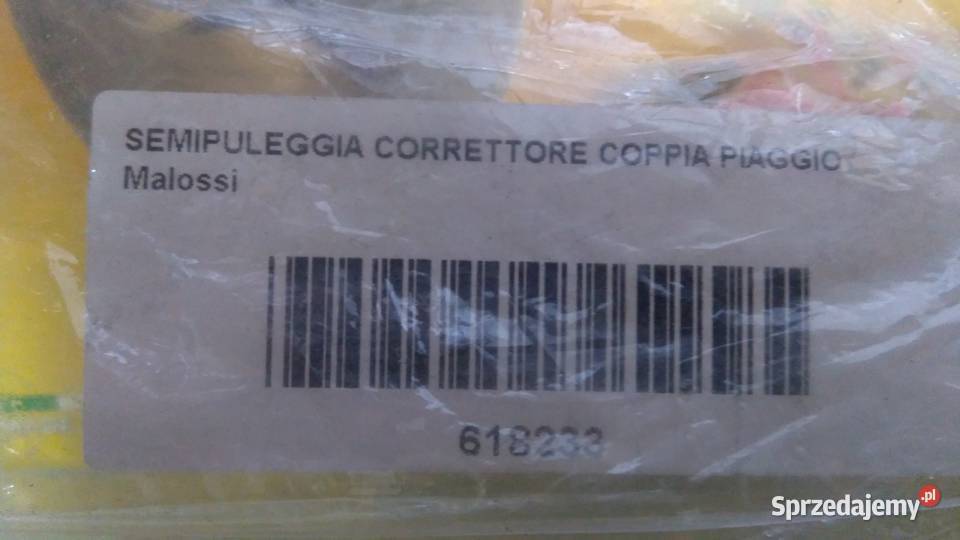 SEMIPULEGGIA CORRETTORE COPPIA PIAGGIO
Malossi
618233
Sprzedajemy.pl